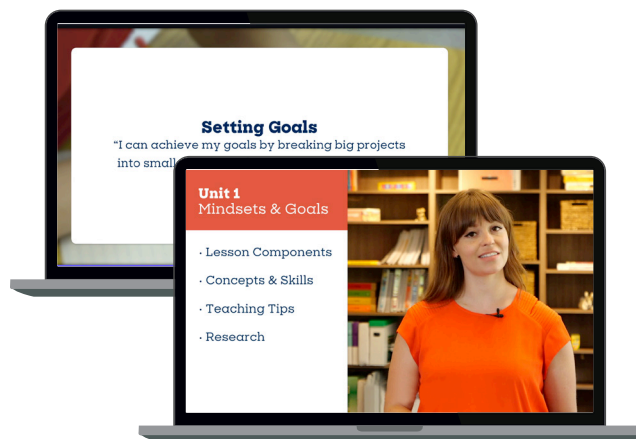 Setting Goals
“I can achieve my goals by breaking big projects
into small
Unit 1
Mindsets & Goals
· Lesson Components
· Concepts & Skills
· Teaching Tips
· Research